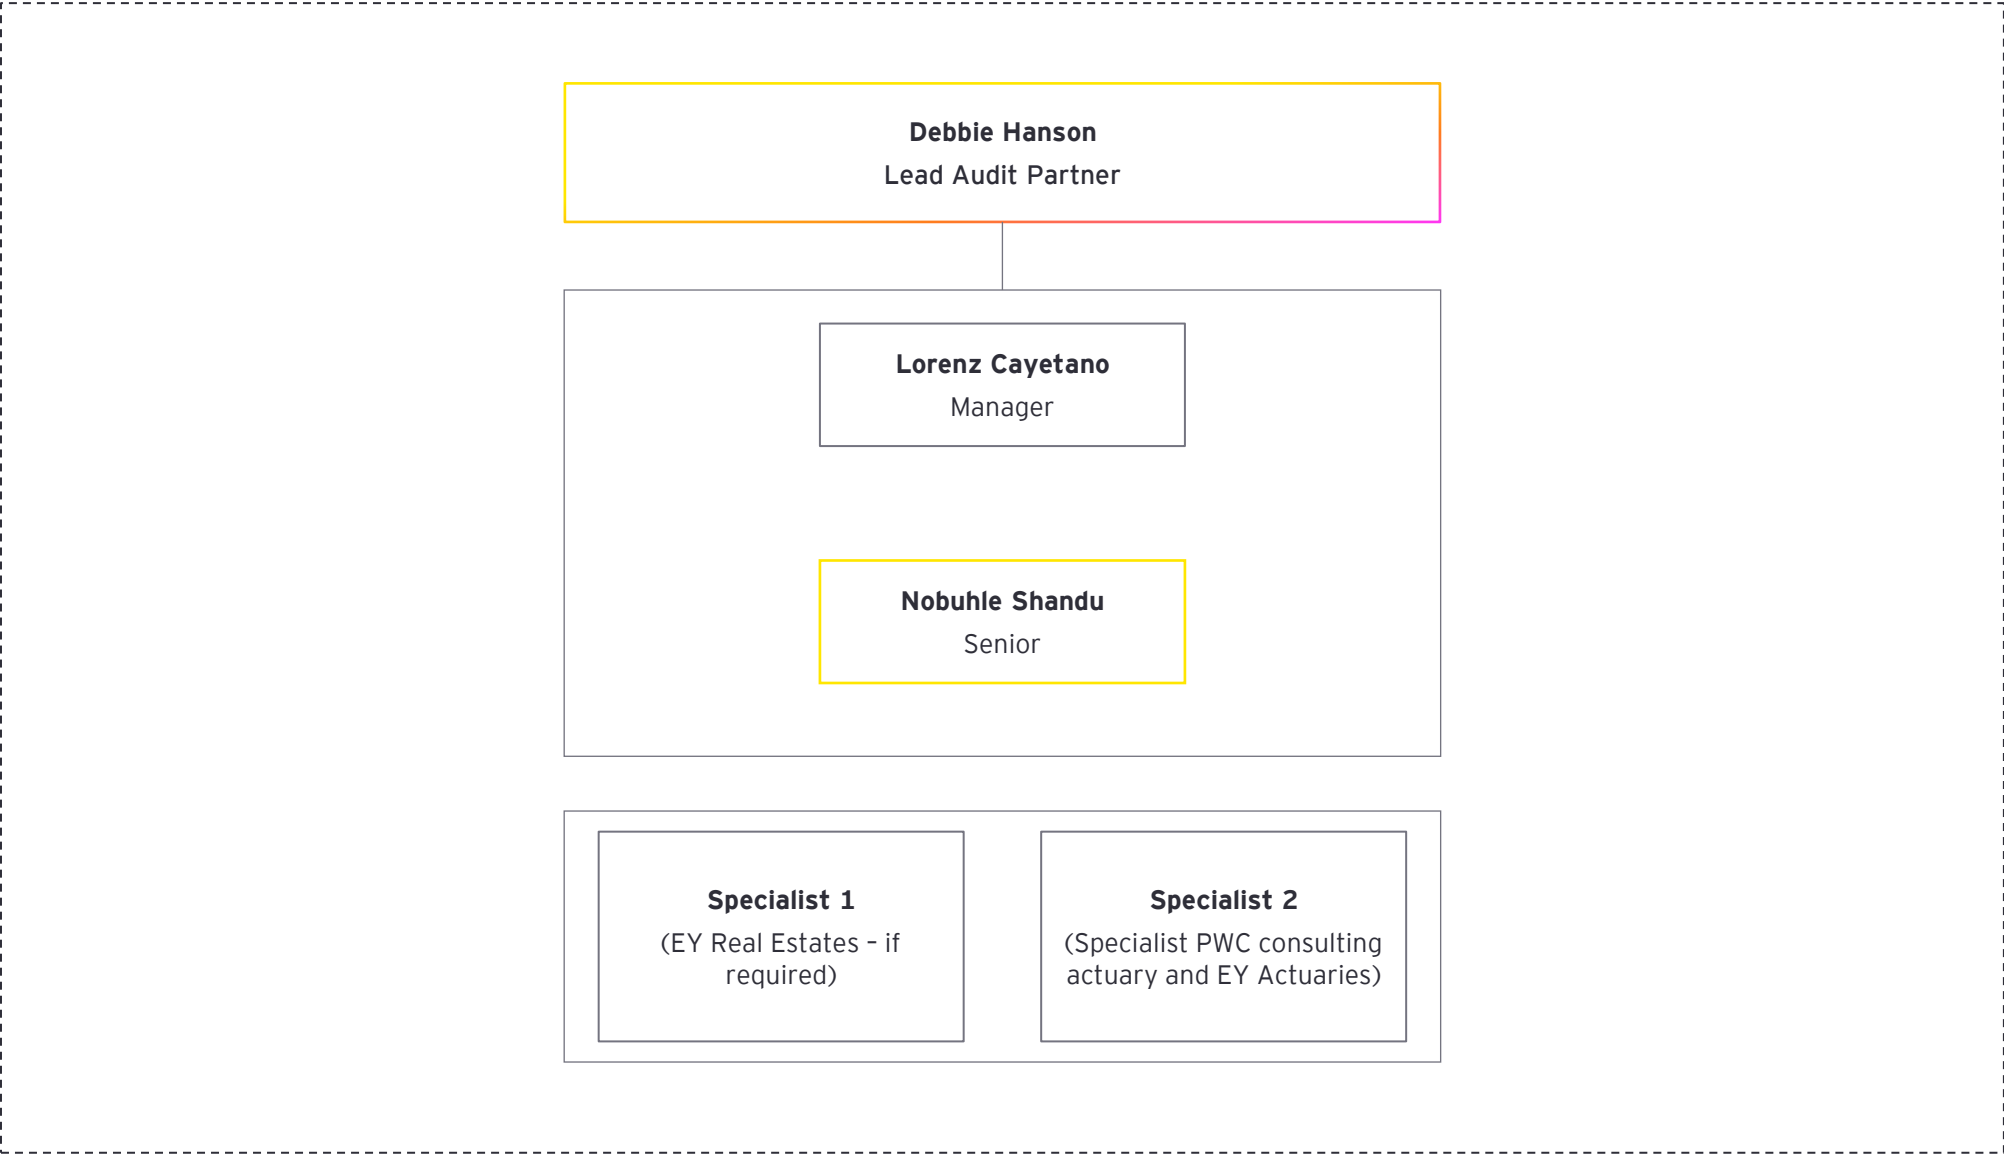 Debbie Hanson
Lead Audit Partner
Lorenz Cayetano
Manager
Nobuhle Shandu
Senior
Specialist 1
(EY Real Estates – if
required)
Specialist 2
(Specialist PWC consulting
actuary and EY Actuaries)